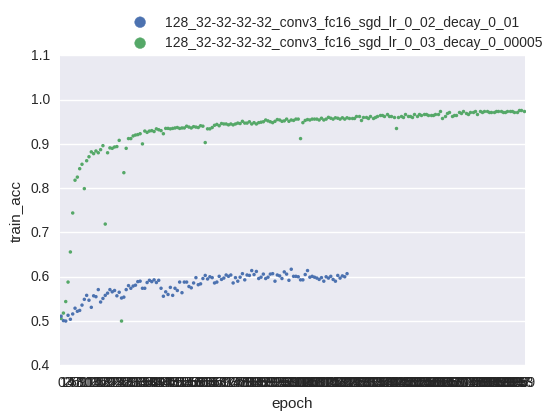 128_32-32-32-32_conv3_fc16_sgd_lr_0_02_decay_0_01
128_32-32-32-32_conv3_fc16_sgd_lr_0_03_decay_0_00005
1.1
1.0
0.9
0.8
0.7
0.6
0.5
0.4
train_acc
epoch